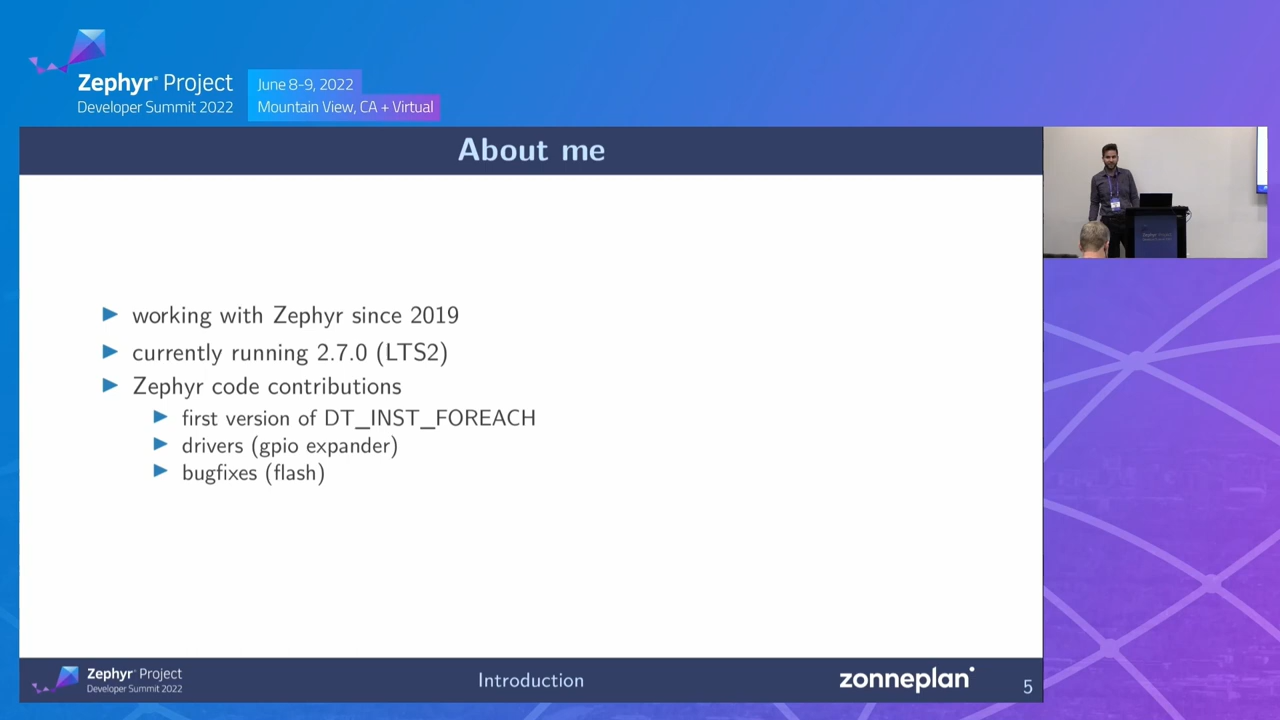 Zephyr® Project
Developer Summit 2022
June 8-9, 2022
Mountain View, CA + Virtual
About me
working with Zephyr since 2019
currently running 2.7.0 (LTS2)
Zephyr code contributions
first version of DT_INST_FOREACH
drivers (gpio expander)
bugfixes (flash)
Zephyr® Project
Developer Summit 2022
Introduction
zonneplan
5